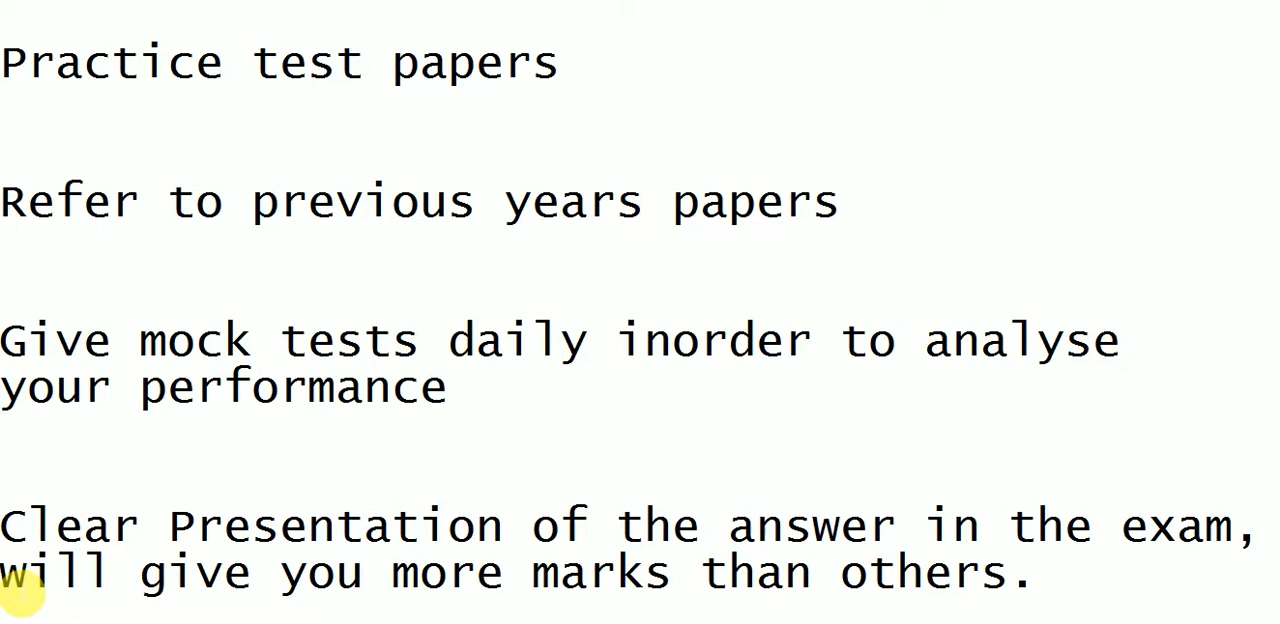 Practice test papers
Refer to previous years papers
Give mock tests daily inorder to analyse
your performance
Clear Presentation of the answer in the exam,
will give you more marks than others.